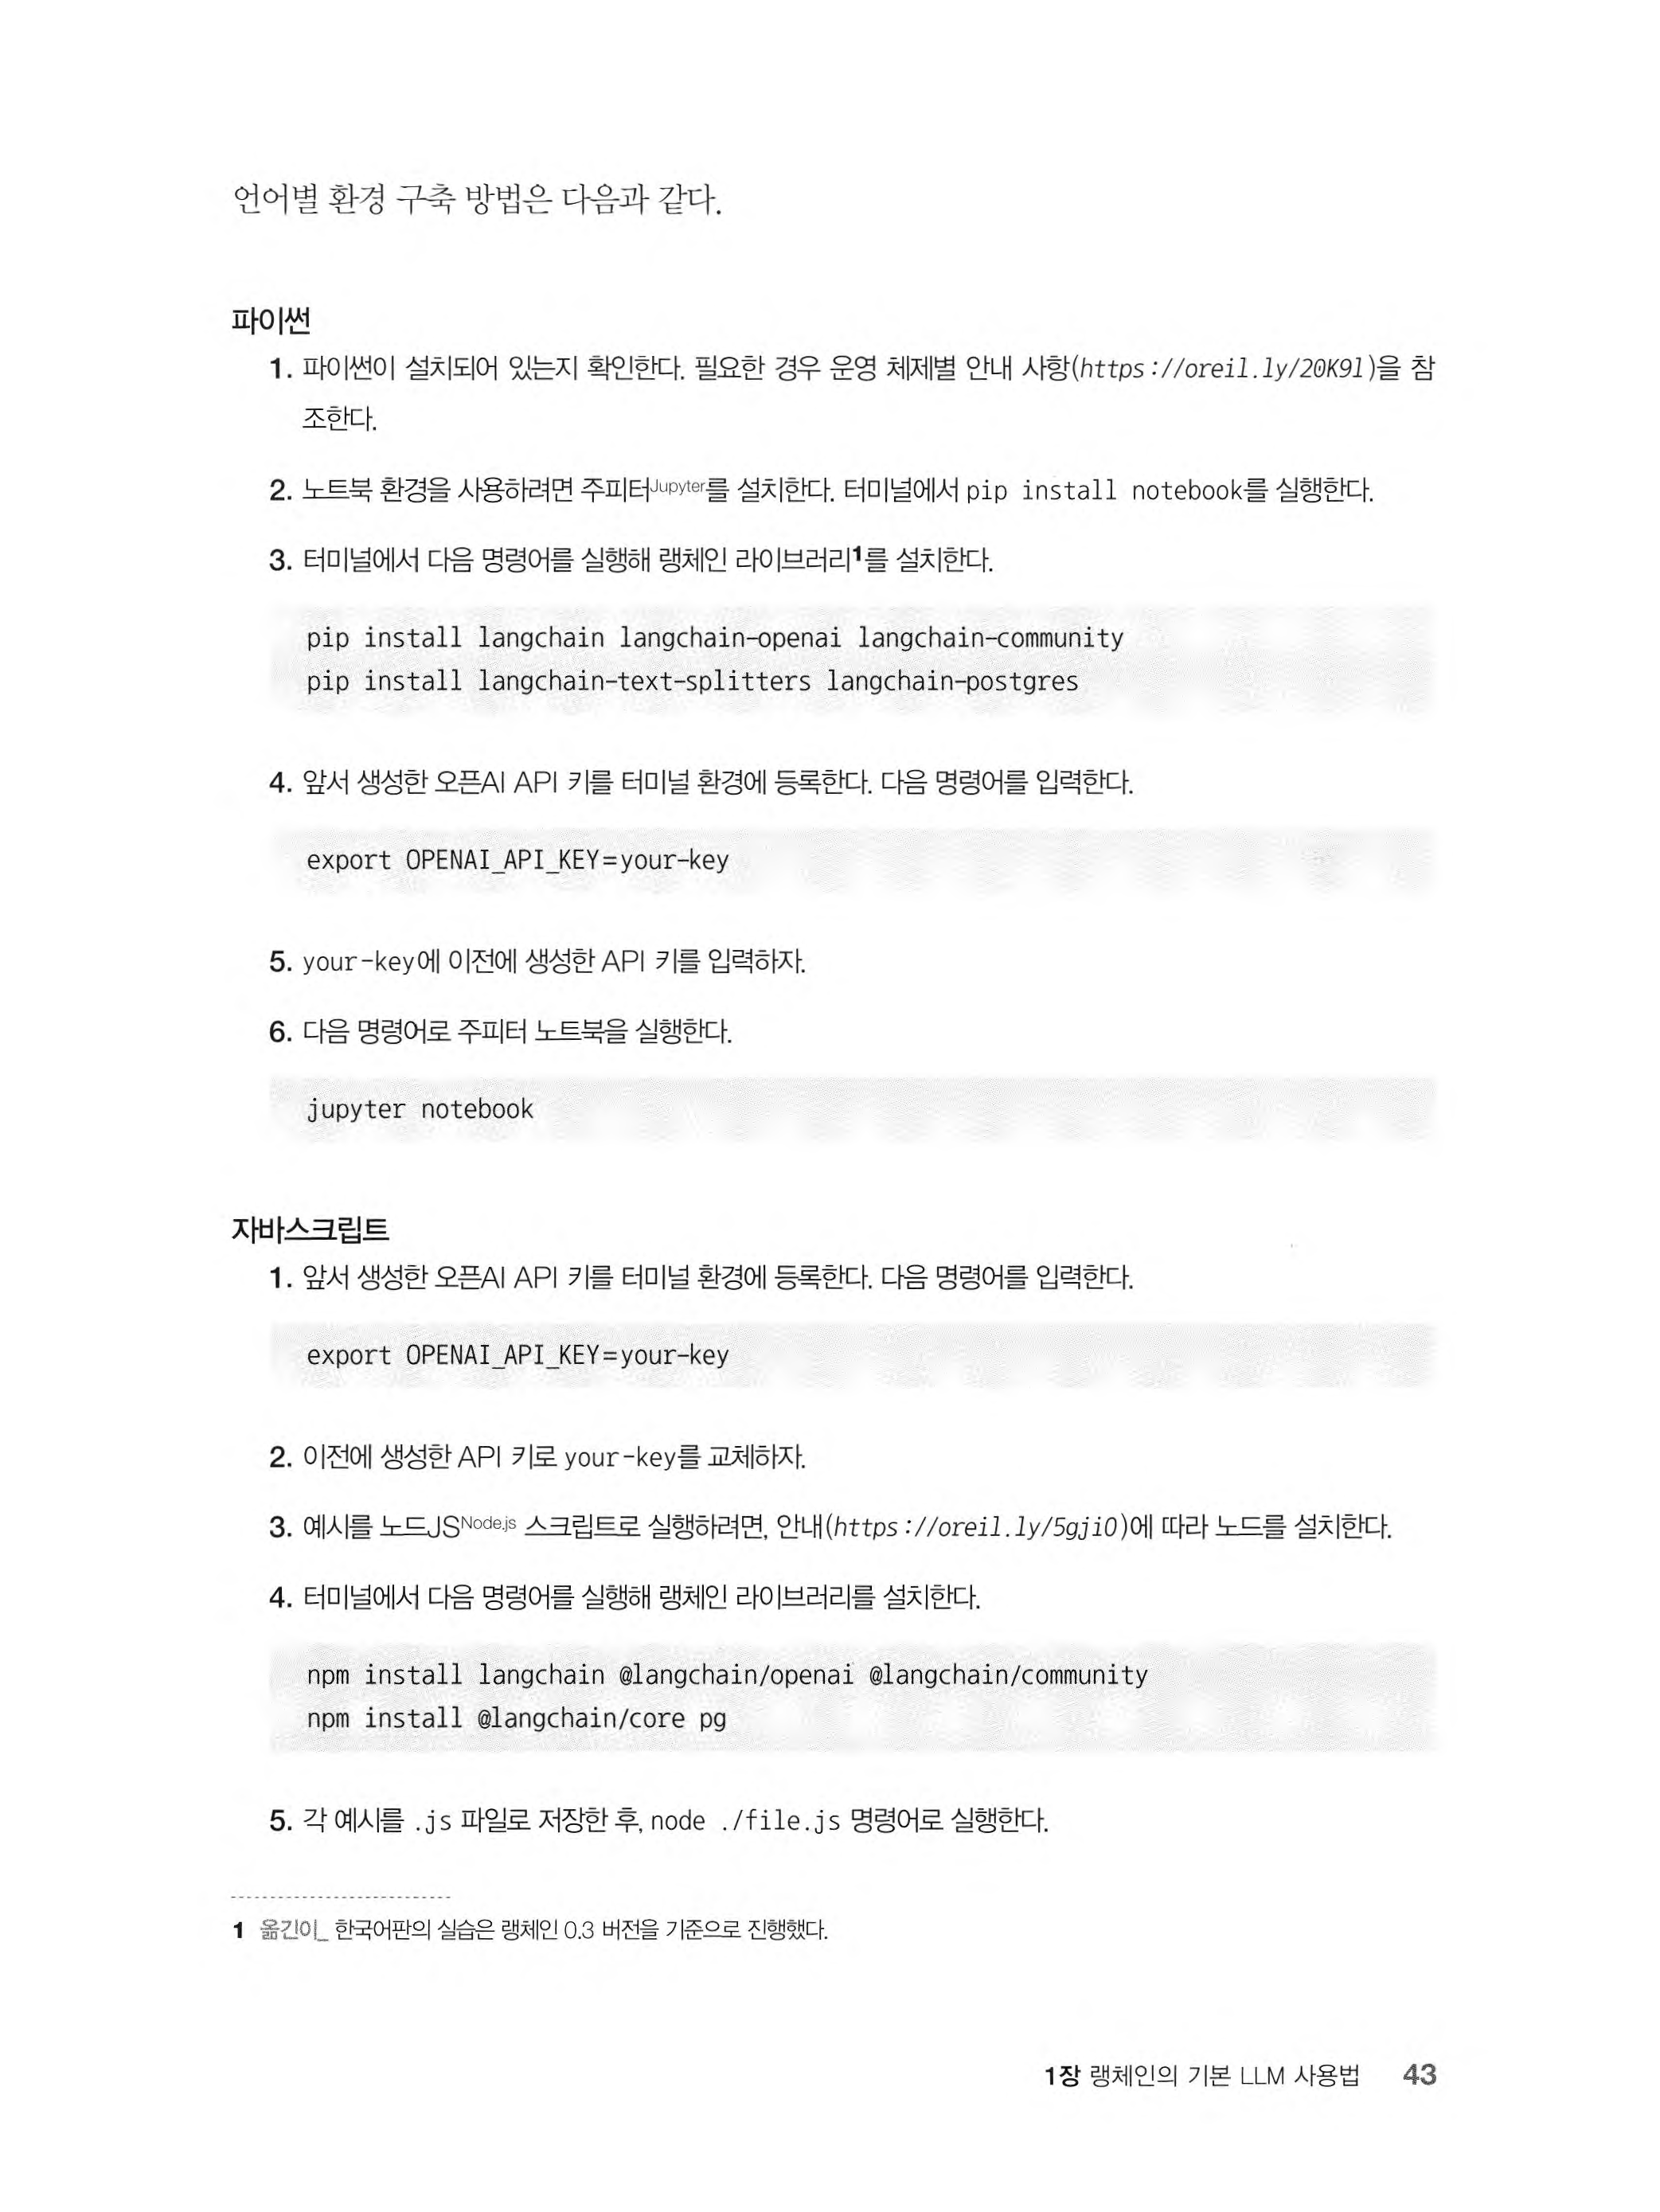 언어별 환경 구축 방법은 다음과 같다.
파이썬
1. 파이썬이 설치되어 있는지 확인한다. 필요한 경우 운영 체제별 안내 사항(https://oreil.ly/20K9l)을 참
조한다.
2. 노트북 환경을 사용하려면 주피터Jupyter를 설치한다. 터미널에서 pip install notebook를 실행한다.
3. 터미널에서 다음 명령어를 실행해 랭체인 라이브러리1를 설치한다.
pip install langchain langchain-openai langchain-community
pip install langchain-text-splitters langchain-postgres
4. 앞서 생성한 오픈AI API 키를 터미널 환경에 등록한다. 다음 명령어를 입력한다.
export OPENAI_API_KEY=your-key
5. your-key에 이전에 생성한 API 키를 입력하자.
6. 다음 명령어로 주피터 노트북을 실행한다.
jupyter notebook
자바스크립트
1. 앞서 생성한 오픈AI API 키를 터미널 환경에 등록한다. 다음 명령어를 입력한다.
export OPENAI_API_KEY=your-key
2. 이전에 생성한 API 키로 your-key를 교체하자.
3. 예시를 노드JSNode.js 스크립트로 실행하려면, 안내(https://oreil.ly/5gjiO)에 따라 노드를 설치한다.
4. 터미널에서 다음 명령어를 실행해 랭체인 라이브러리를 설치한다.
npm install langchain @langchain/openai @langchain/community
npm install @langchain/core pg
5. 각 예시를 .js 파일로 저장한 후, node ./file.js 명령어로 실행한다.
1 옮긴이_ 한국어판의 실습은 랭체인 0.3 버전을 기준으로 진행했다.
1장 랭체인의 기본 LLM 사용법 43